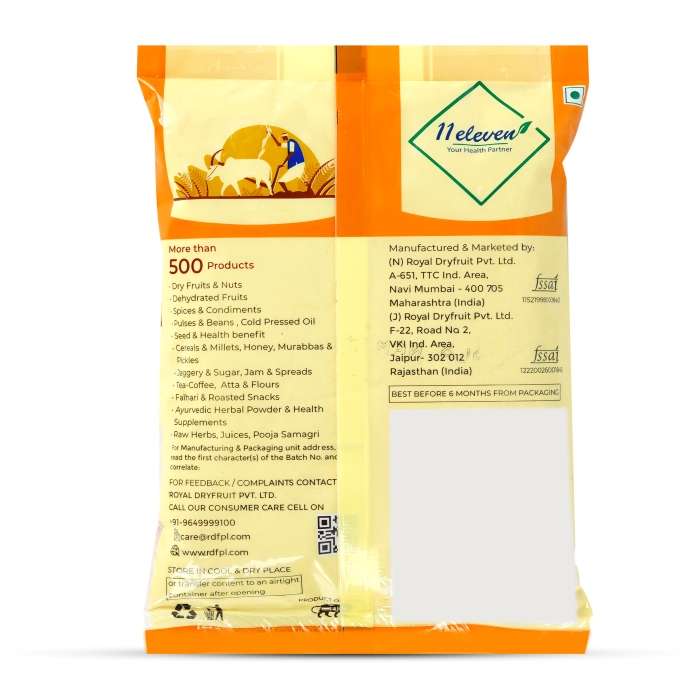 More than
500 Products
· Dry Fruits & Nuts
· Dehydrated Fruits
· Spices & Condiments
· Pulses & Beans , Cold Pressed Oil
· Seed & Health benefit
· Cereals & Millets, Honey, Murabbas &
Pickles
· Jaggery & Sugar, Jam & Spreads
· Tea-Coffee, Atta & Flours
· Falhari & Roasted Snacks
· Ayurvedic Herbal Powder & Health
Supplements
· Raw Herbs, Juices, Pooja Samagri
For Manufacturing & Packaging unit address,
read the first character(s) of the Batch No. and
correlate:
FOR FEEDBACK / COMPLAINTS CONTACT
ROYAL DRYFRUIT PVT. LTD.
CALL OUR CONSUMER CARE CELL ON
+91-9649999100
care@rdfpl.com
www.rdfpl.com
STORE IN COOL & DRY PLACE
or transfer content to an airtight
container after opening
PRODUCT O
11 eleven
Your Health Partner
Manufactured & Marketed by:
(N) Royal Dryfruit Pvt. Ltd.
A-651, TTC Ind. Area,
Navi Mumbai - 400 705
Maharashtra (India)
fssai
(J) Royal Dryfruit Pvt. Ltd.
F-22, Road No. 2,
VKI Ind. Area,
Jaipur- 302 012
Rajasthan (India)
fssai
BEST BEFORE 6 MONTHS FROM PACKAGING